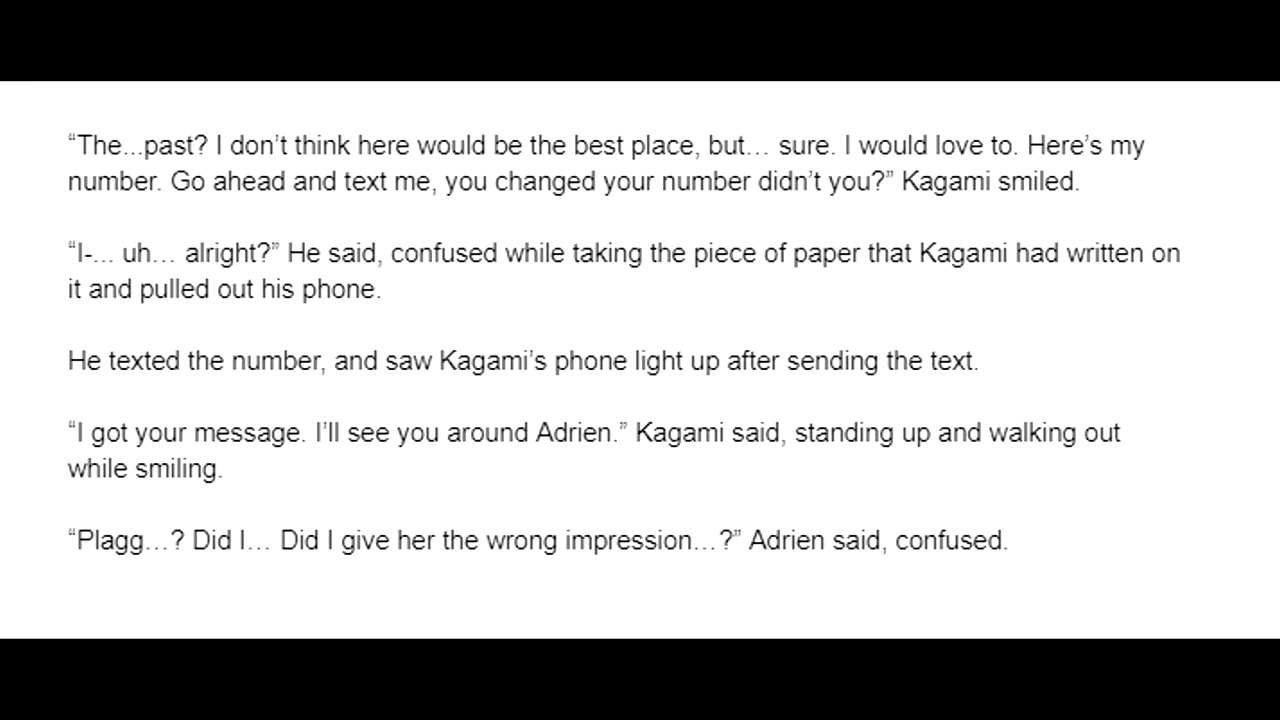 “The...past? I don’t think here would be the best place, but… sure. I would love to. Here’s my
number. Go ahead and text me, you changed your number didn’t you?” Kagami smiled.
“I-... uh… alright?” He said, confused while taking the piece of paper that Kagami had written on
it and pulled out his phone.
He texted the number, and saw Kagami’s phone light up after sending the text.
“I got your message. I’ll see you around Adrien.” Kagami said, standing up and walking out
while smiling.
“Plagg…? Did I… Did I give her the wrong impression…?” Adrien said, confused.